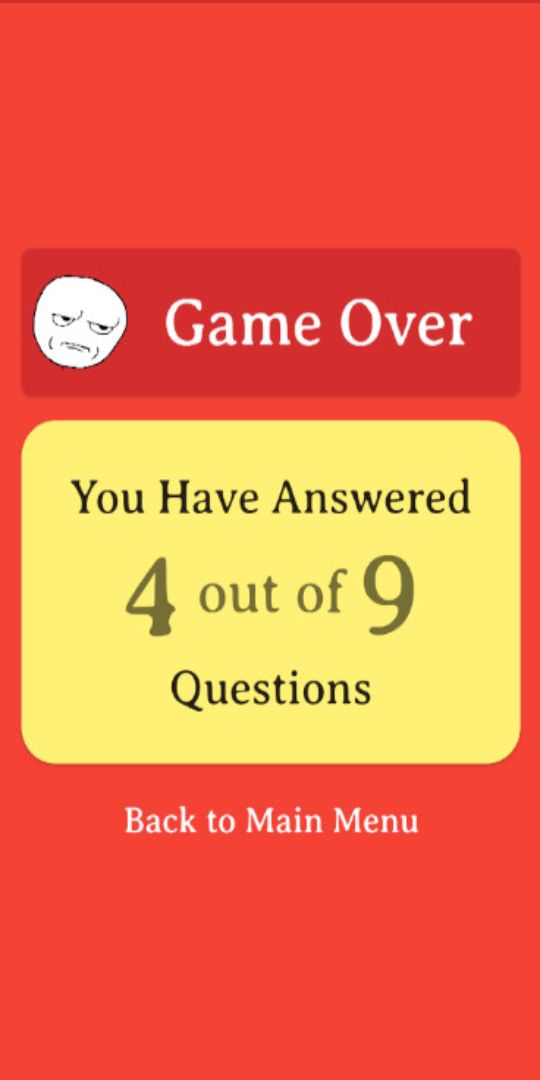 Game Over
You Have Answered
4 out of 9
Questions
Back to Main Menu